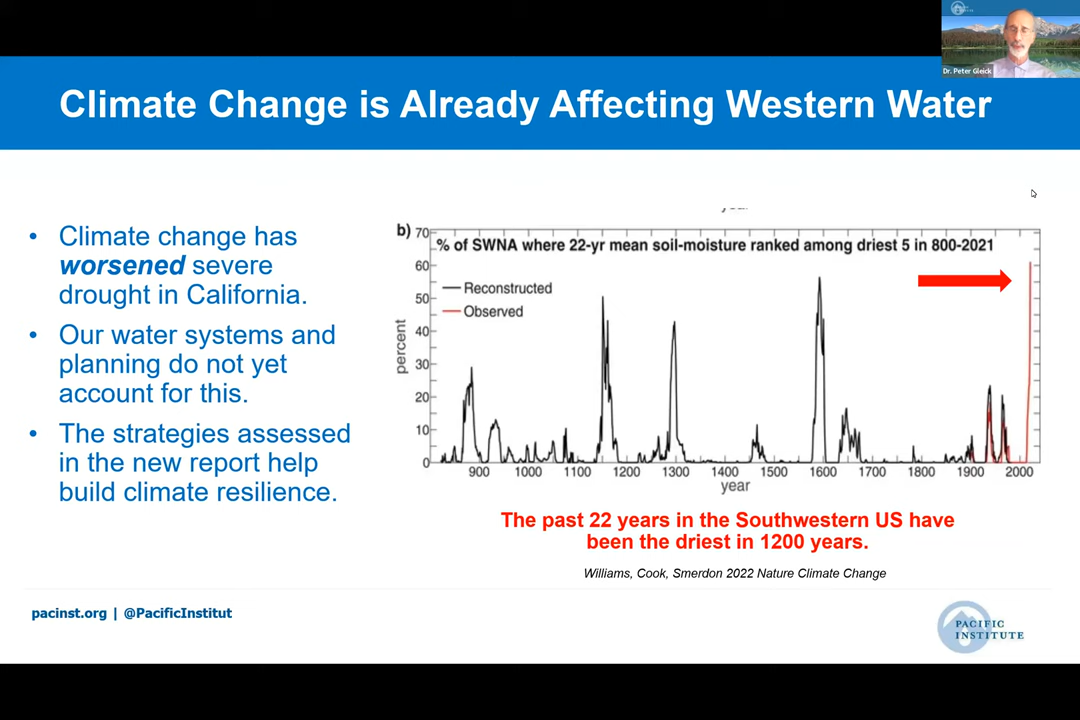 PACIFIC
INSTITUTE
Dr. Peter Gleick
Climate Change is Already Affecting Western Water
• Climate change has
worsened severe
drought in California.
• Our water systems and
planning do not yet
account for this.
• The strategies assessed
in the new report help
build climate resilience.
b)
% of SWNA where 22-yr mean soil-moisture ranked among driest 5 in 800-2021
Reconstructed
Observed
percent
70
60
50
40
30
20
10
0
900 1000 1100 1200 1300 1400 1500 1600 1700 1800 1900 2000
year
The past 22 years in the Southwestern US have
been the driest in 1200 years.
Williams, Cook, Smerdon 2022 Nature Climate Change
pacinst.org | @PacificInstitut
PACIFIC
INSTITUTE